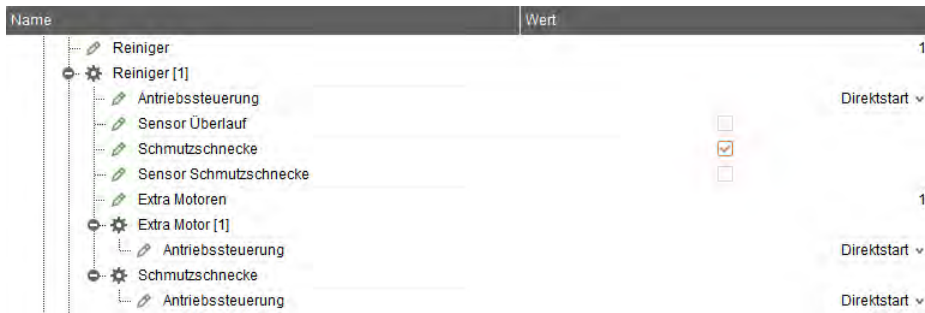 Name Wert
Reiniger 1
Reiniger [1]
Antriebssteuerung Direktstart
Sensor Überlauf
Schmutzschnecke
Sensor Schmutzschnecke
Extra Motoren 1
Extra Motor [1]
Antriebssteuerung Direktstart
Schmutzschnecke
Antriebssteuerung Direktstart